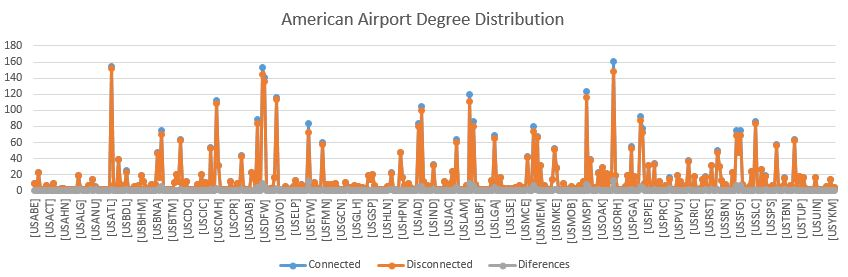 American Airport Degree Distribution
180
160
140
120
100
80
60
40
20
0
[USABE]
[USACT]
[USAHN]
[USALG]
[USANU]
[USATL]
[USBDL]
[USBHM]
[USBNA]
[USBTM]
[USCDC]
[USCIC]
[USCMH]
[USCPR]
[USDAB]
[USDFW]
[USDVO]
[USELP]
[USEYW]
[USFMN]
[USGCN]
[USGLH]
[USGSP]
[USHLN]
[USHPN]
[USIAD]
[USIND]
[USJAC]
[USLAM]
[USLBF]
[USLGA]
[USLSE]
[USMCE]
[USMEM]
[USMKE]
[USMOB]
[USMSP]
[USOAK]
[USORH]
[USPGA]
[USPIE]
[USPRC]
[USPVU]
[USRIC]
[USRST]
[USSBN]
[USSFO]
[USSLC]
[USSPS]
[USTBN]
[USTUP]
[USUIN]
[USYKM]
Connected Disconnected Diferences